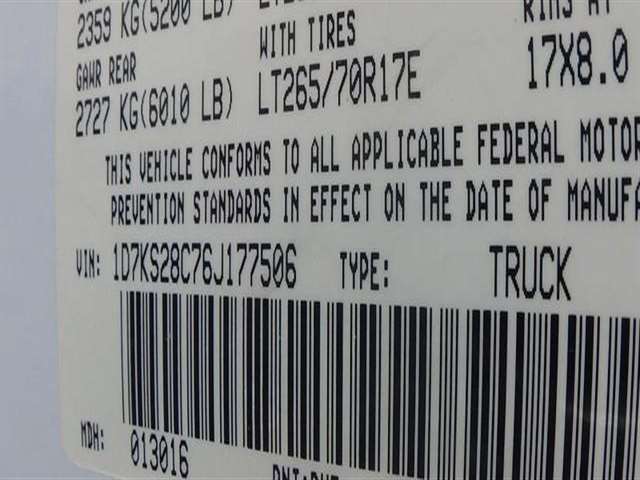 2359 KG(5200 LB)
WITH TIRES
RIMS AT
GAWR REAR
2727 KG(6010 LB) LT265/70R17E 17X8.0
THIS VEHICLE CONFORMS TO ALL APPLICABLE FEDERAL MOTOR
PREVENTION STANDARDS IN EFFECT ON THE DATE OF MANUFA
VIN: 1D7KS28C76J177506 TYPE: TRUCK
MDH: 013016